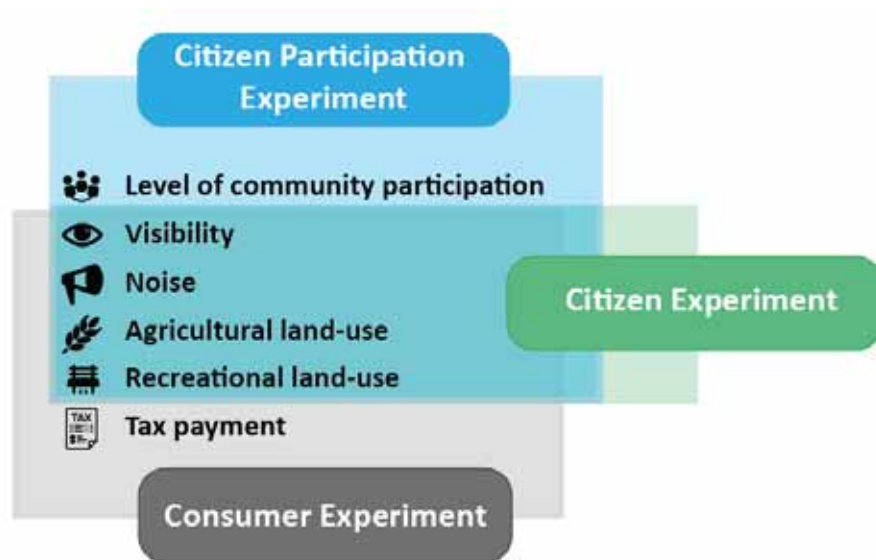 Citizen Participation
Experiment
Level of community participation
Visibility
Noise
Citizen Experiment
Agricultural land-use
Recreational land-use
TAX
Tax payment
Consumer Experiment